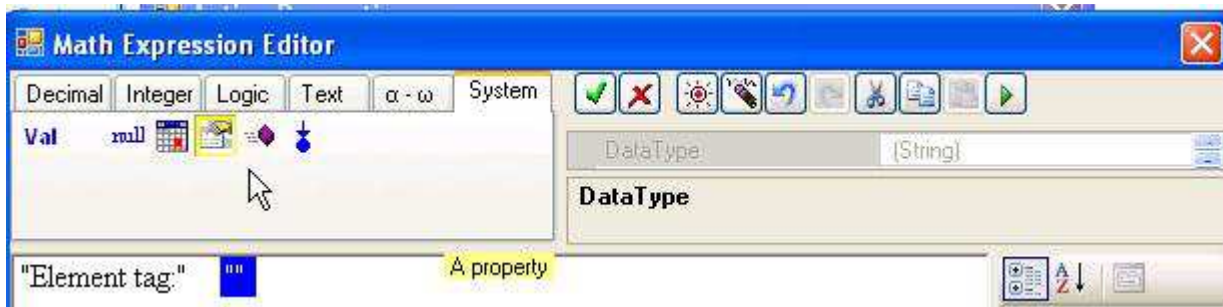 Math Expression Editor
Decimal Integer Logic Text α - ω System
Val null
DataType (String)
DataType
"Element tag:" ""
A property